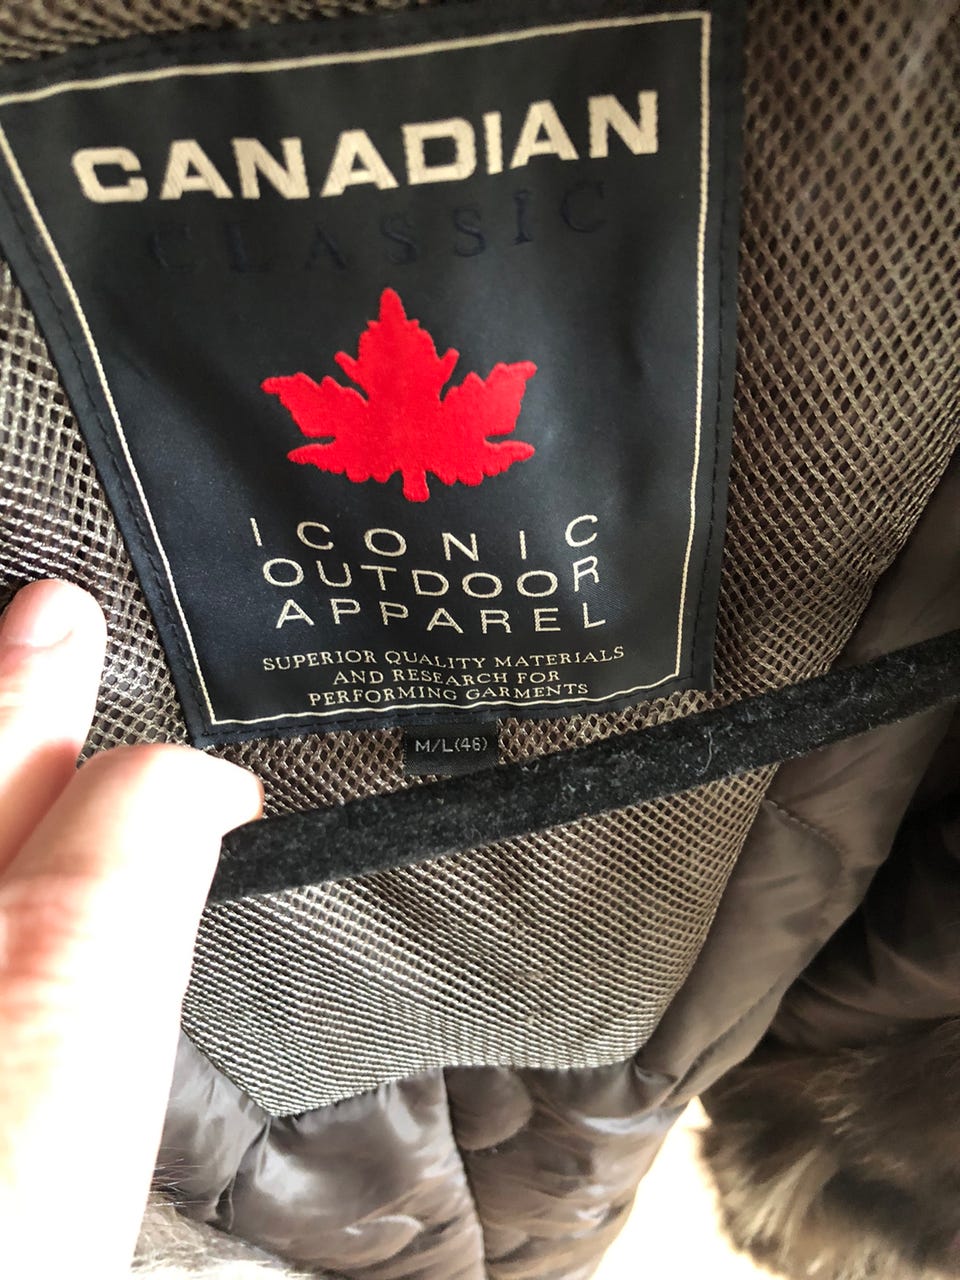 CANADIAN
CLASSIC
ICONIC
OUTDOOR
APPAREL
SUPERIOR QUALITY MATERIALS
AND RESEARCH FOR
PERFORMING GARMENTS
M/L(46)